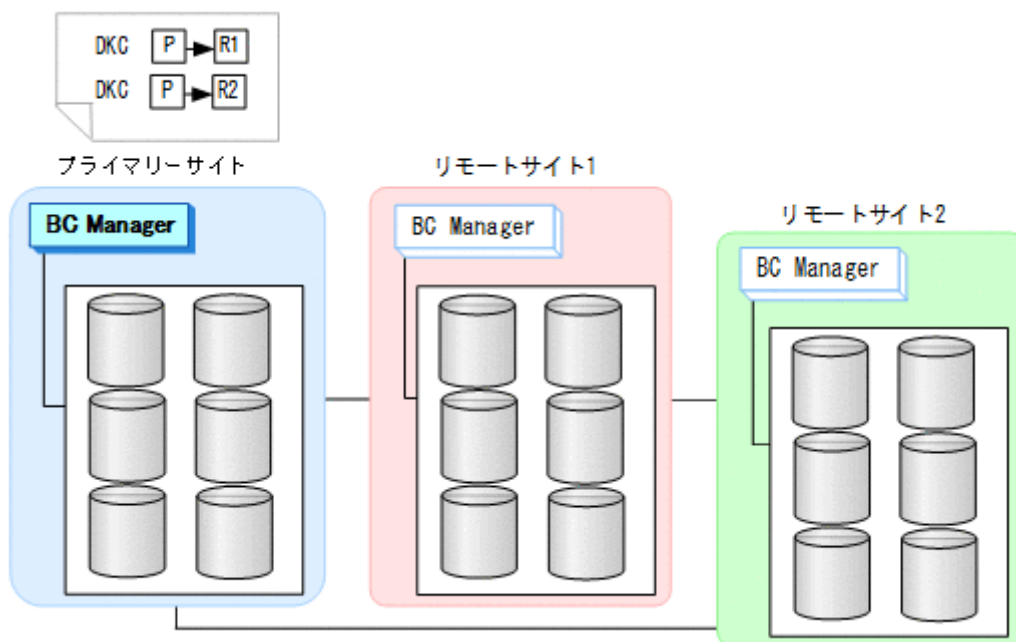 DKC P R1
DKC P R2
プライマリーサイト
リモートサイト1
リモートサイト2
BC Manager
BC Manager
BC Manager